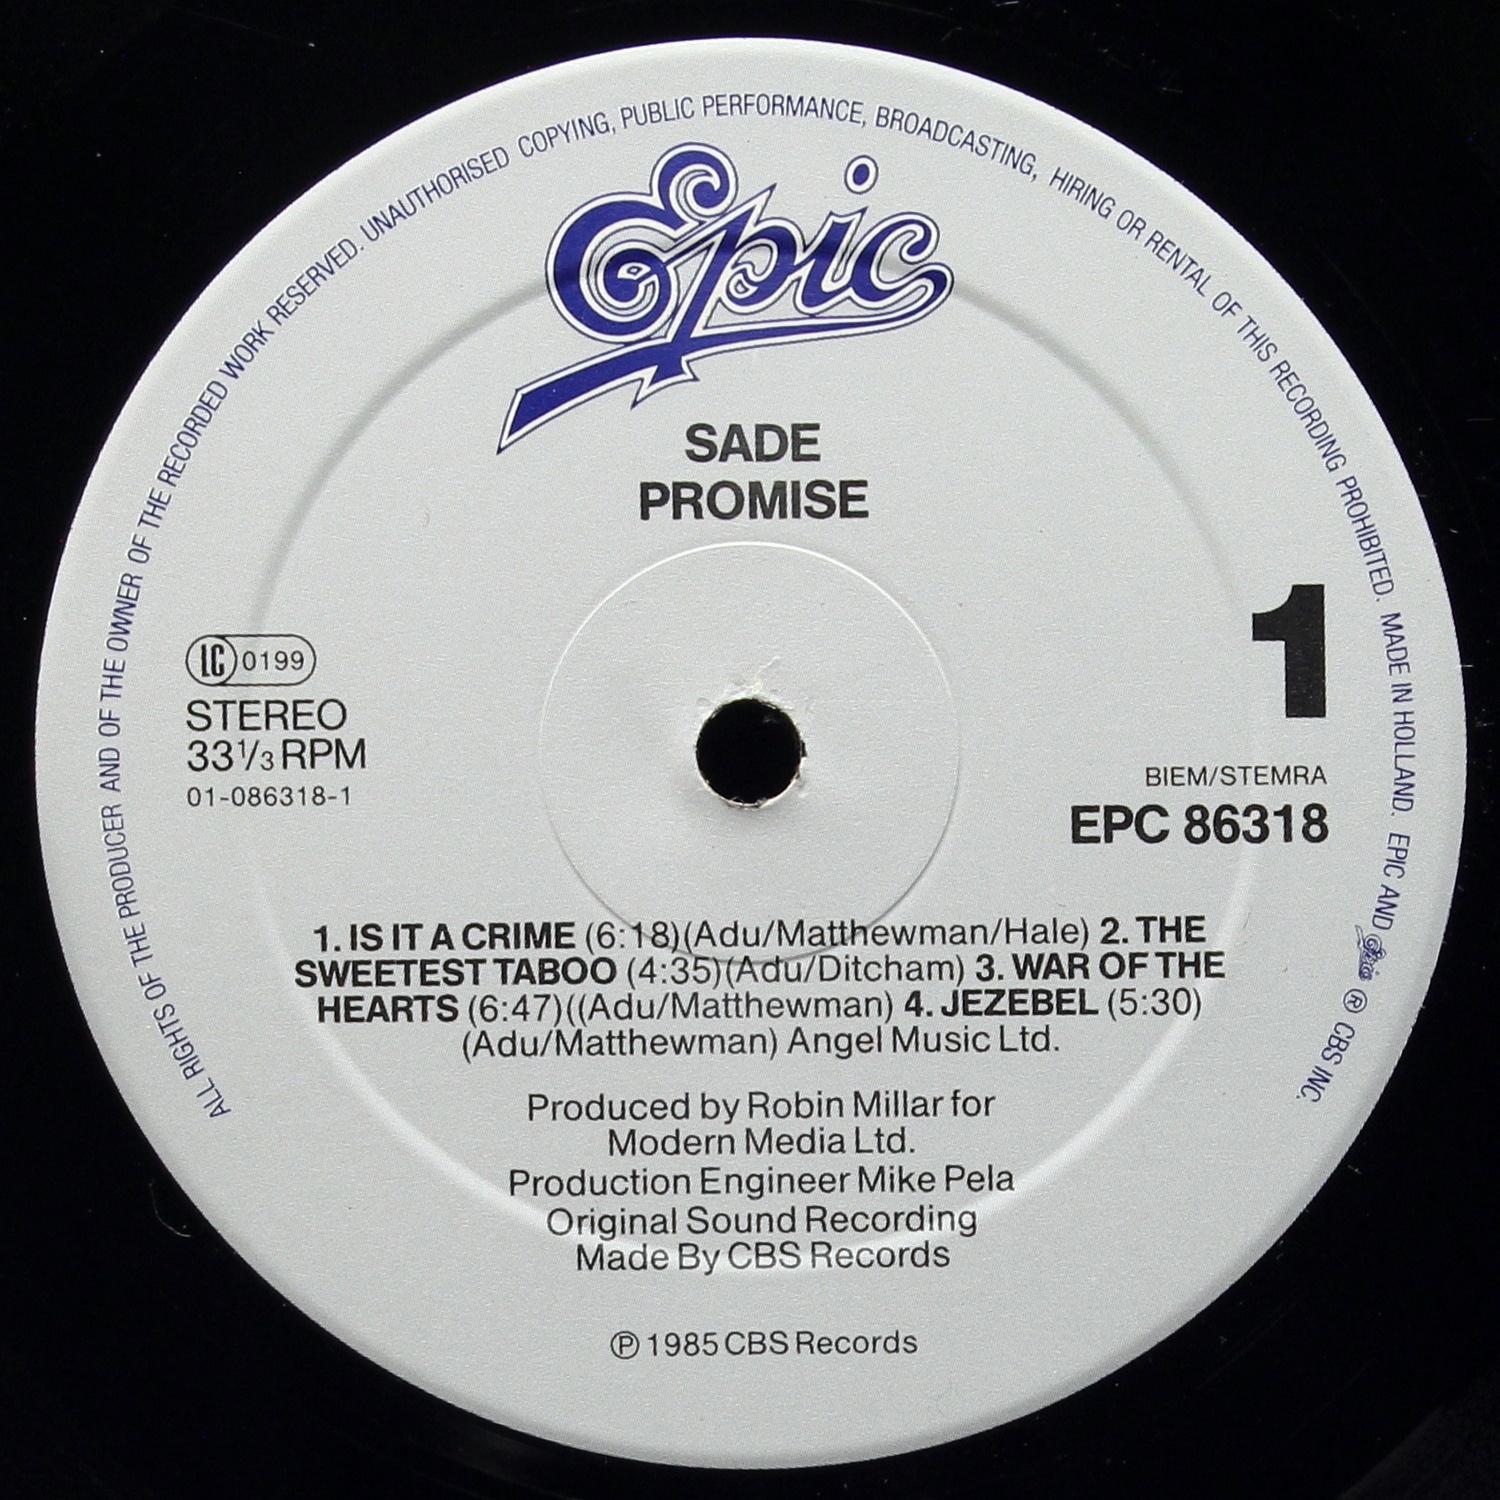 ALL RIGHTS OF THE PRODUCER AND OF THE OWNER OF THE RECORDED WORK RESERVED. UNAUTHORISED COPYING, PUBLIC PERFORMANCE, BROADCASTING, HIRING OR RENTAL OF THIS RECORDING PROHIBITED. MADE IN HOLLAND. EPIC AND Epic ® CBS INC.
Epic
SADE
PROMISE
1
LC 0199
STEREO
33 1/3 RPM
01-086318-1
BIEM/STEMRA
EPC 86318
1. IS IT A CRIME (6:18)(Adu/Matthewman/Hale) 2. THE
SWEETEST TABOO (4:35)(Adu/Ditcham) 3. WAR OF THE
HEARTS (6:47)((Adu/Matthewman) 4. JEZEBEL (5:30)
(Adu/Matthewman) Angel Music Ltd.
Produced by Robin Millar for
Modern Media Ltd.
Production Engineer Mike Pela
Original Sound Recording
Made By CBS Records
℗ 1985 CBS Records